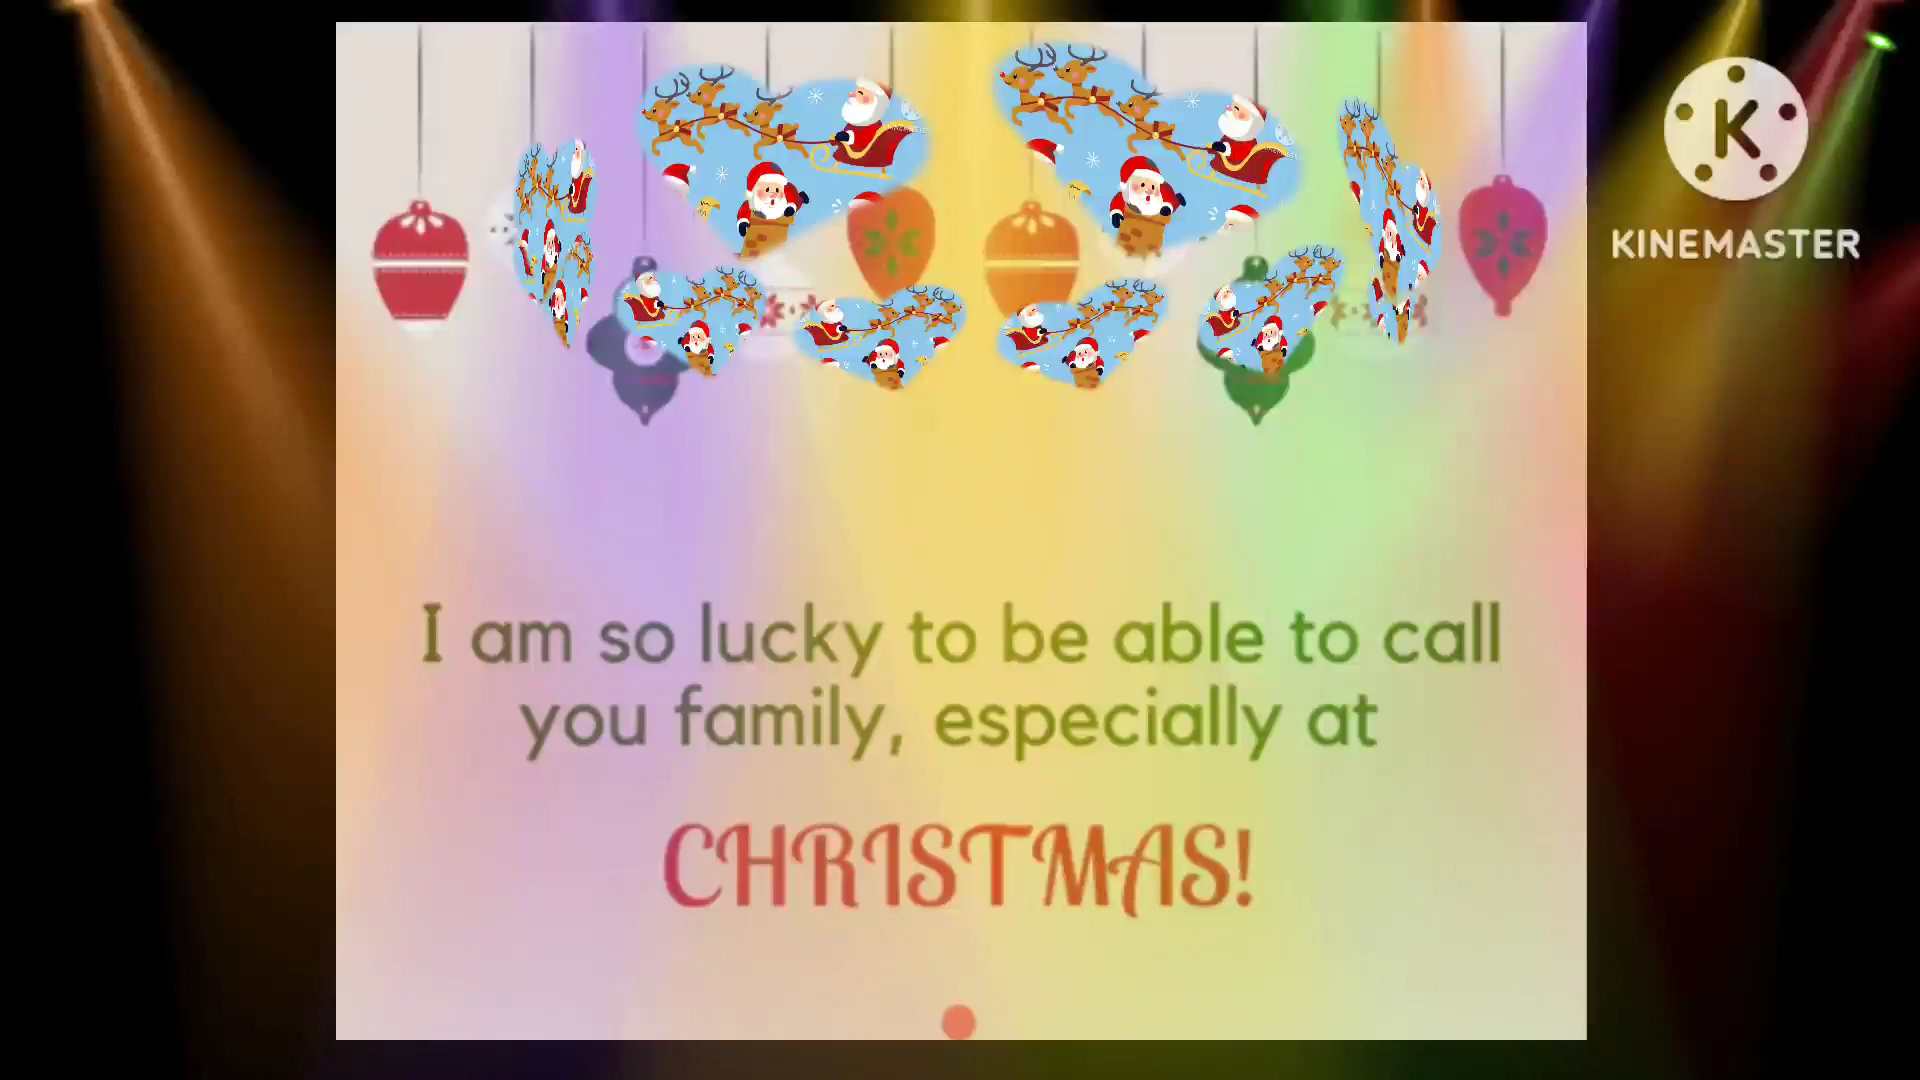 K
KINEMASTER
I am so lucky to be able to call
you family, especially at
CHRISTMAS!